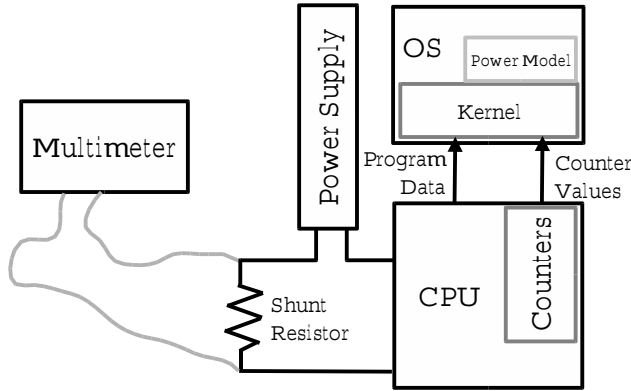 OS
Power Model
Kernel
Power Supply
Multimeter
Program
Data
Counter
Values
Shunt
Resistor
CPU
Counters